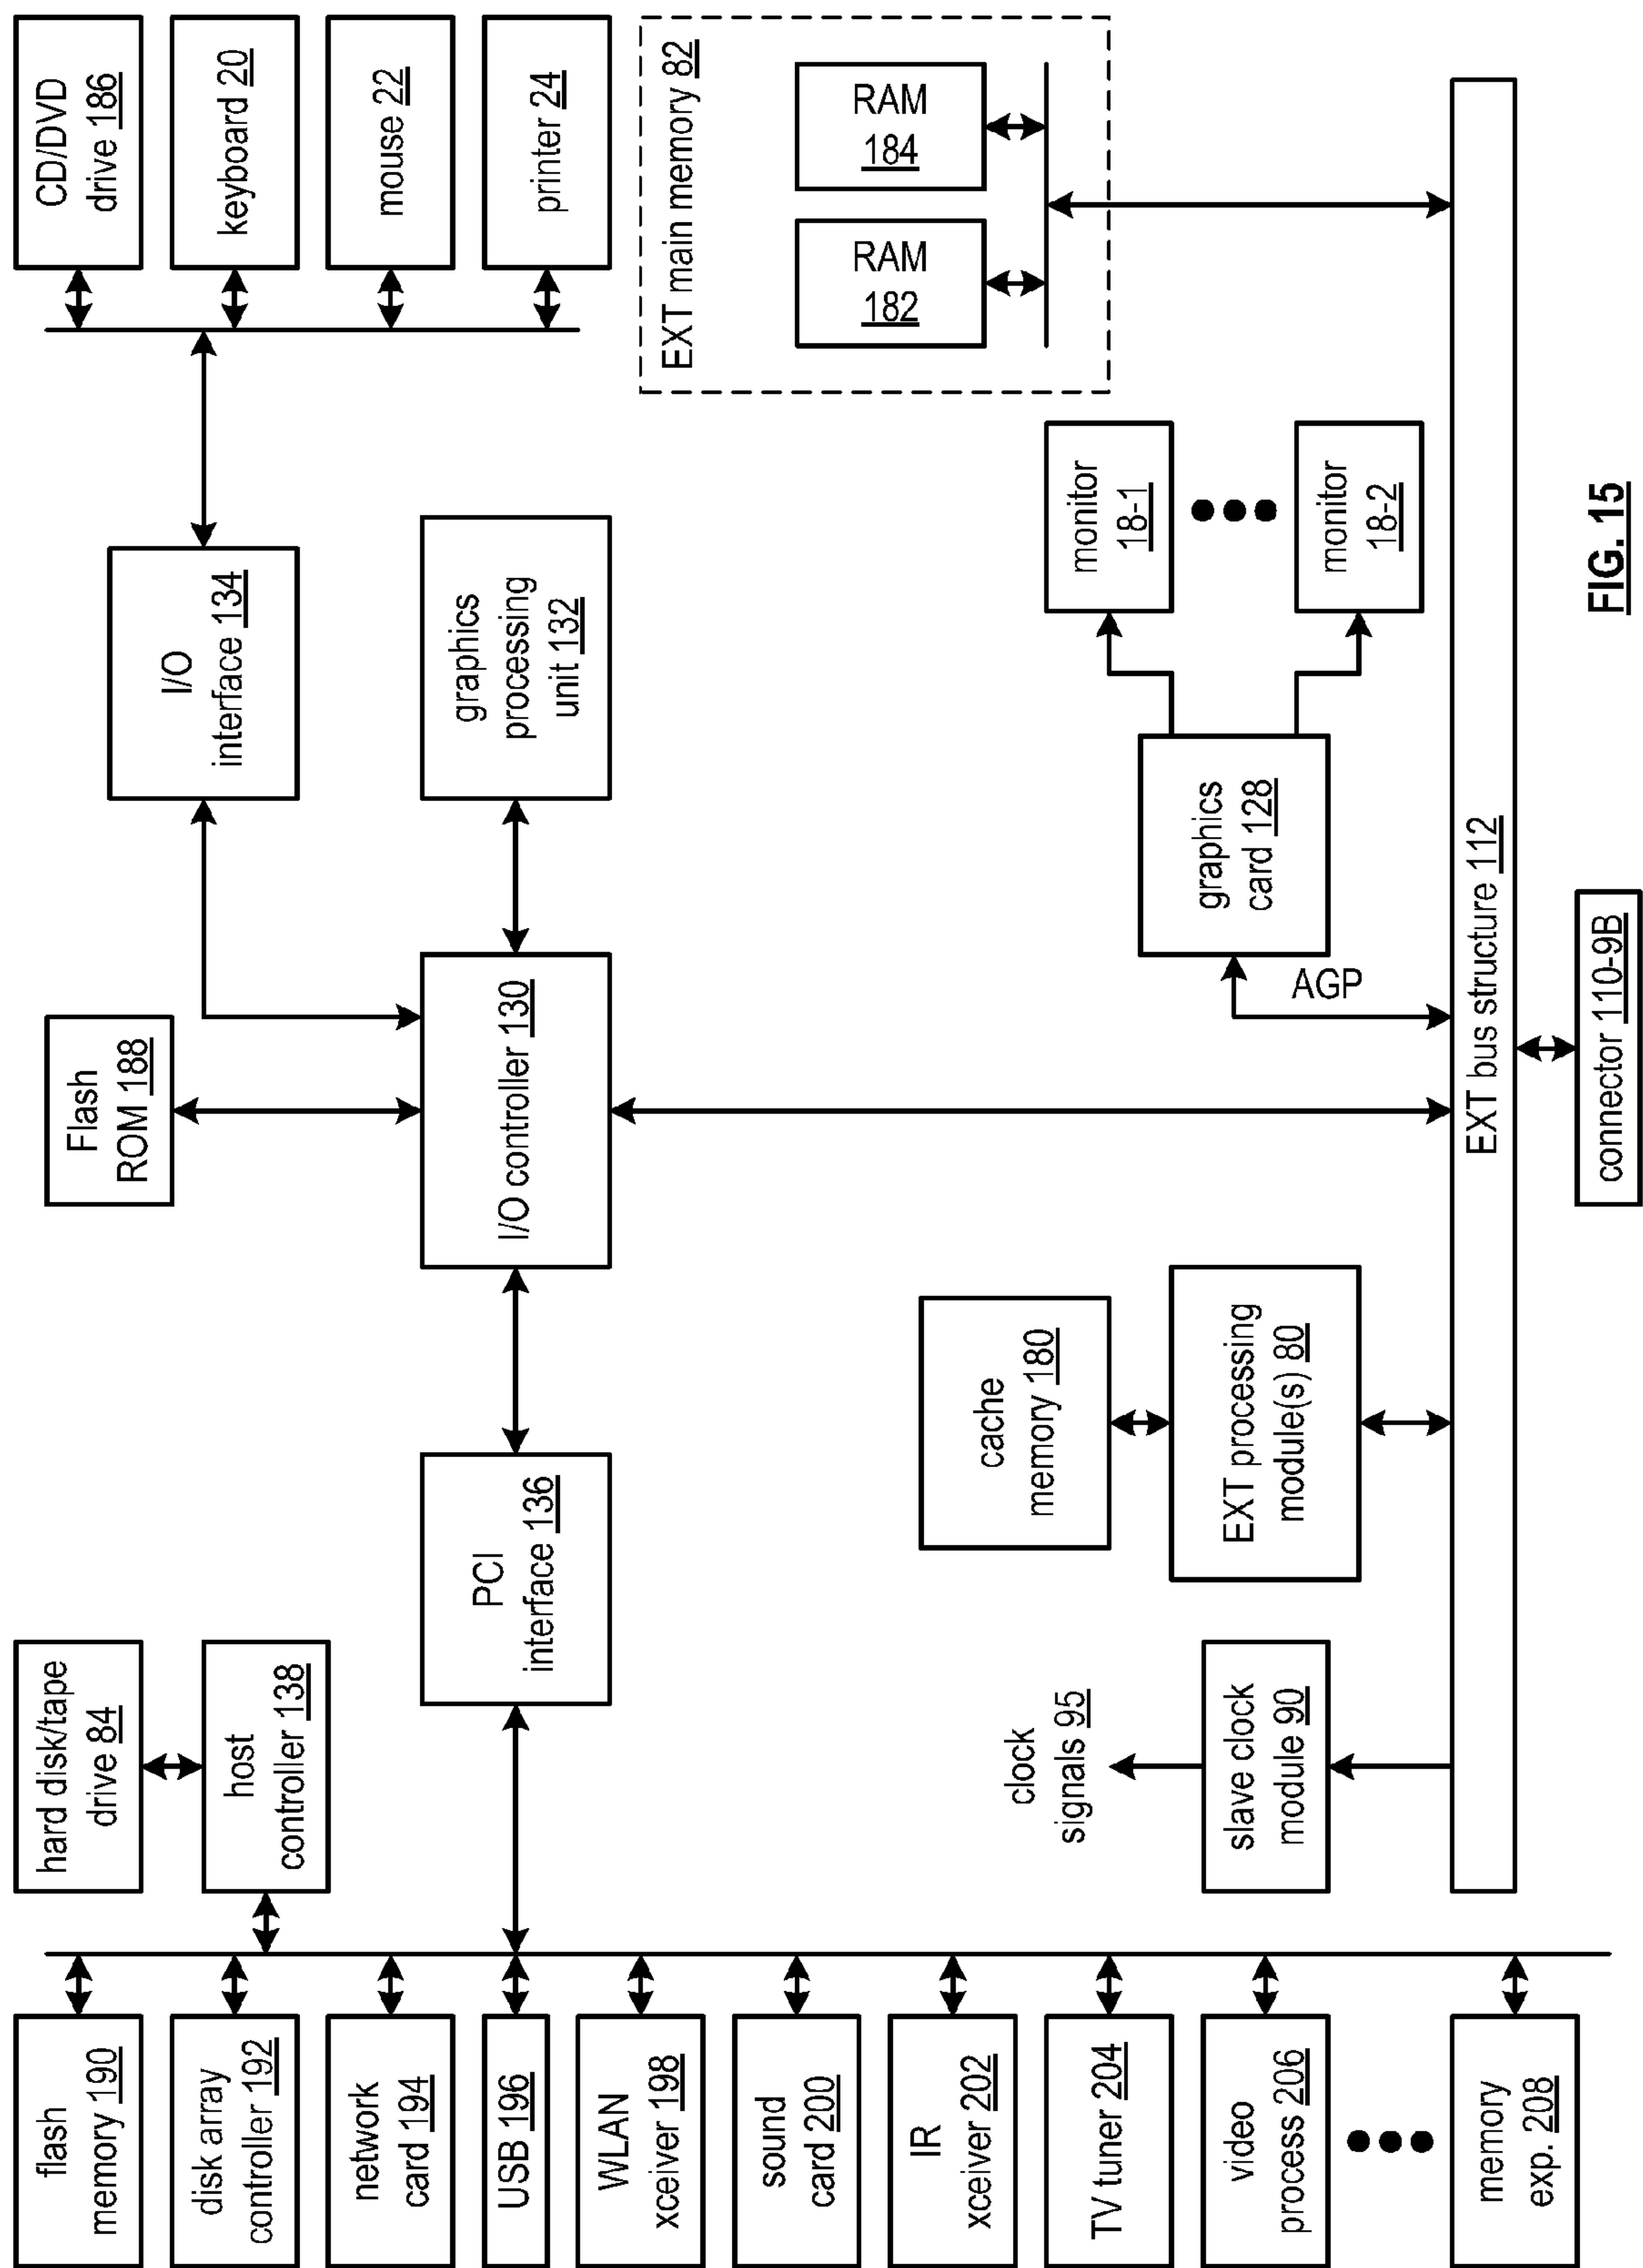 flash
memory 190
disk array
controller 192
network
card 194
USB 196
WLAN
xceiver 198
sound
card 200
IR
xceiver 202
TV tuner 204
video
process 206
memory
exp. 208
hard disk/tape
drive 84
host
controller 138
PCI
interface 136
clock
signals 95
slave clock
module 90
Flash
ROM 188
I/O controller 130
cache
memory 180
EXT processing
module(s) 80
I/O
interface 134
graphics
processing
unit 132
AGP
graphics
card 128
monitor
18-1
monitor
18-2
CD/DVD
drive 186
keyboard 20
mouse 22
printer 24
EXT main memory 82
RAM
182
RAM
184
EXT bus structure 112
connector 110-9B
FIG. 15